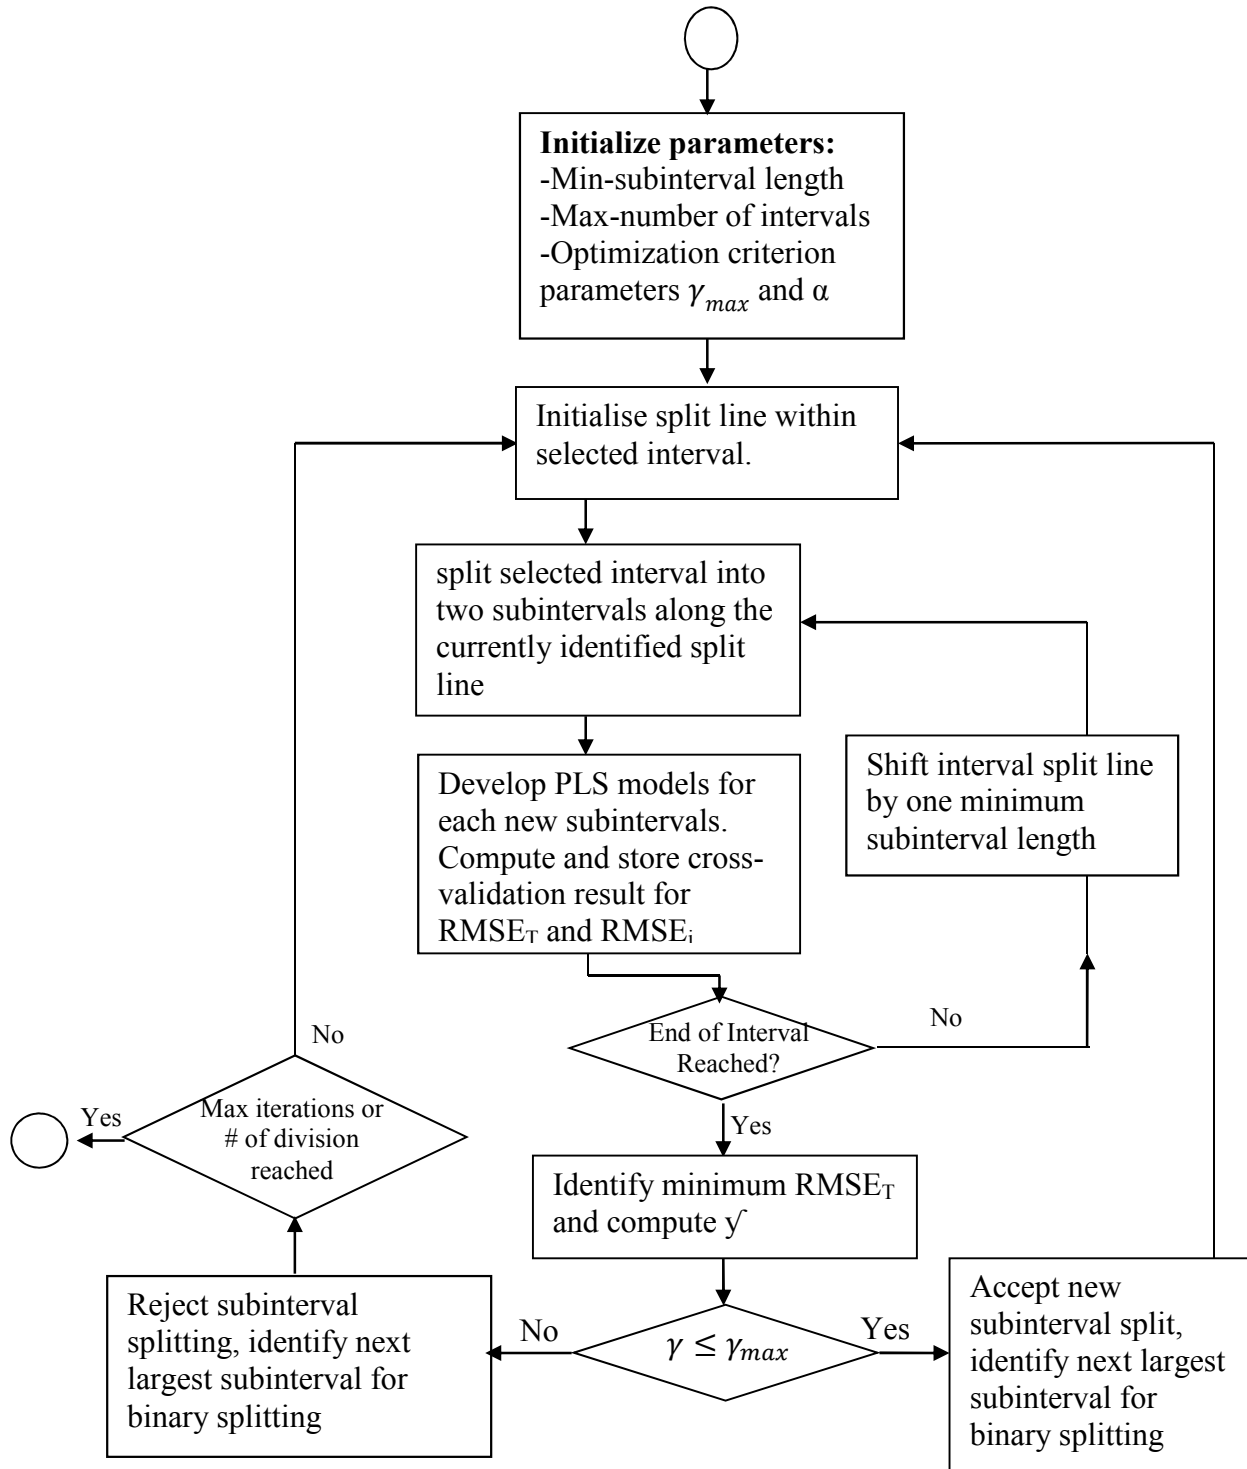 Initialize parameters:
-Min-subinterval length
-Max-number of intervals
-Optimization criterion
parameters γmax and α
Initialise split line within
selected interval.
split selected interval into
two subintervals along the
currently identified split
line
Develop PLS models for
each new subintervals.
Compute and store cross-
validation result for
RMSET and RMSEi
Shift interval split line
by one minimum
subinterval length
End of Interval
Reached?
No
Yes
No
Max iterations or
# of division
reached
Yes
Identify minimum RMSET
and compute γ
γ ≤ γmax
No
Yes
Reject subinterval
splitting, identify next
largest subinterval for
binary splitting
Accept new
subinterval split,
identify next largest
subinterval for
binary splitting